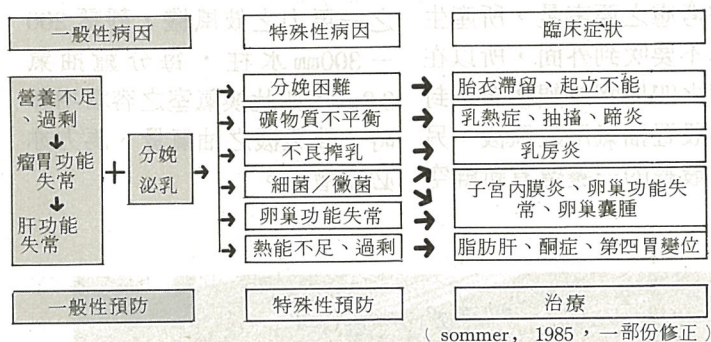 一般性病因
特殊性病因
臨床症狀
營養不足
、過剩
瘤胃功能
失常
肝功能
失常
+
分娩
泌乳
分娩困難
礦物質不平衡
不良搾乳
細菌／黴菌
卵巢功能失常
熱能不足、過剩
胎衣滯留、起立不能
乳熱症、抽搐、蹄炎
乳房炎
子宮內膜炎、卵巢功能失
常、卵巢囊腫
脂肪肝、酮症、第四胃變位
一般性預防
特殊性預防
治療
（sommer，1985，一部份修正）